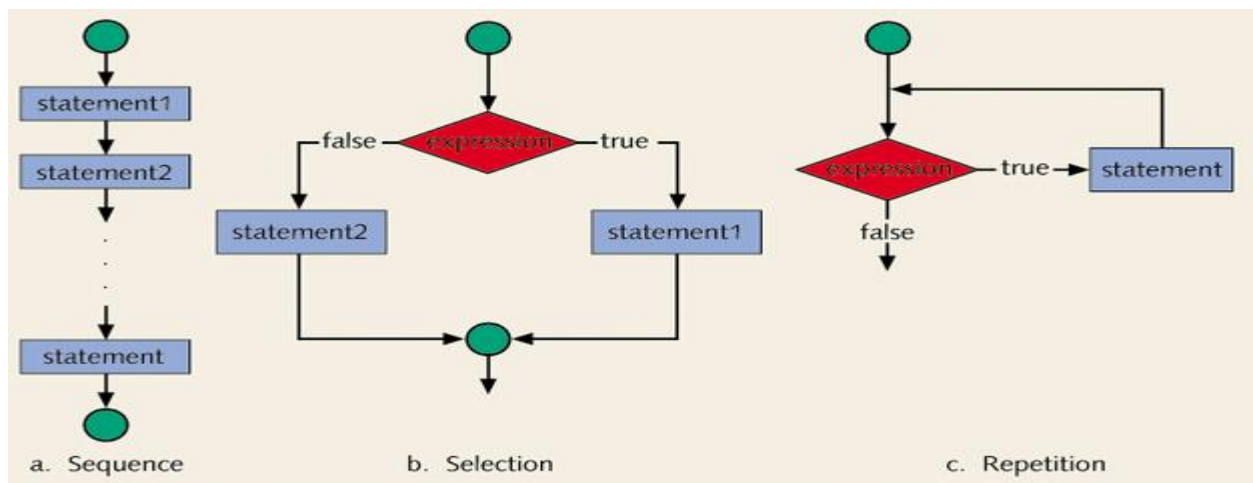 statement1
statement2
.
.
.
statement
a. Sequence
false
expression
true
statement2
statement1
b. Selection
expression
true
statement
false
c. Repetition